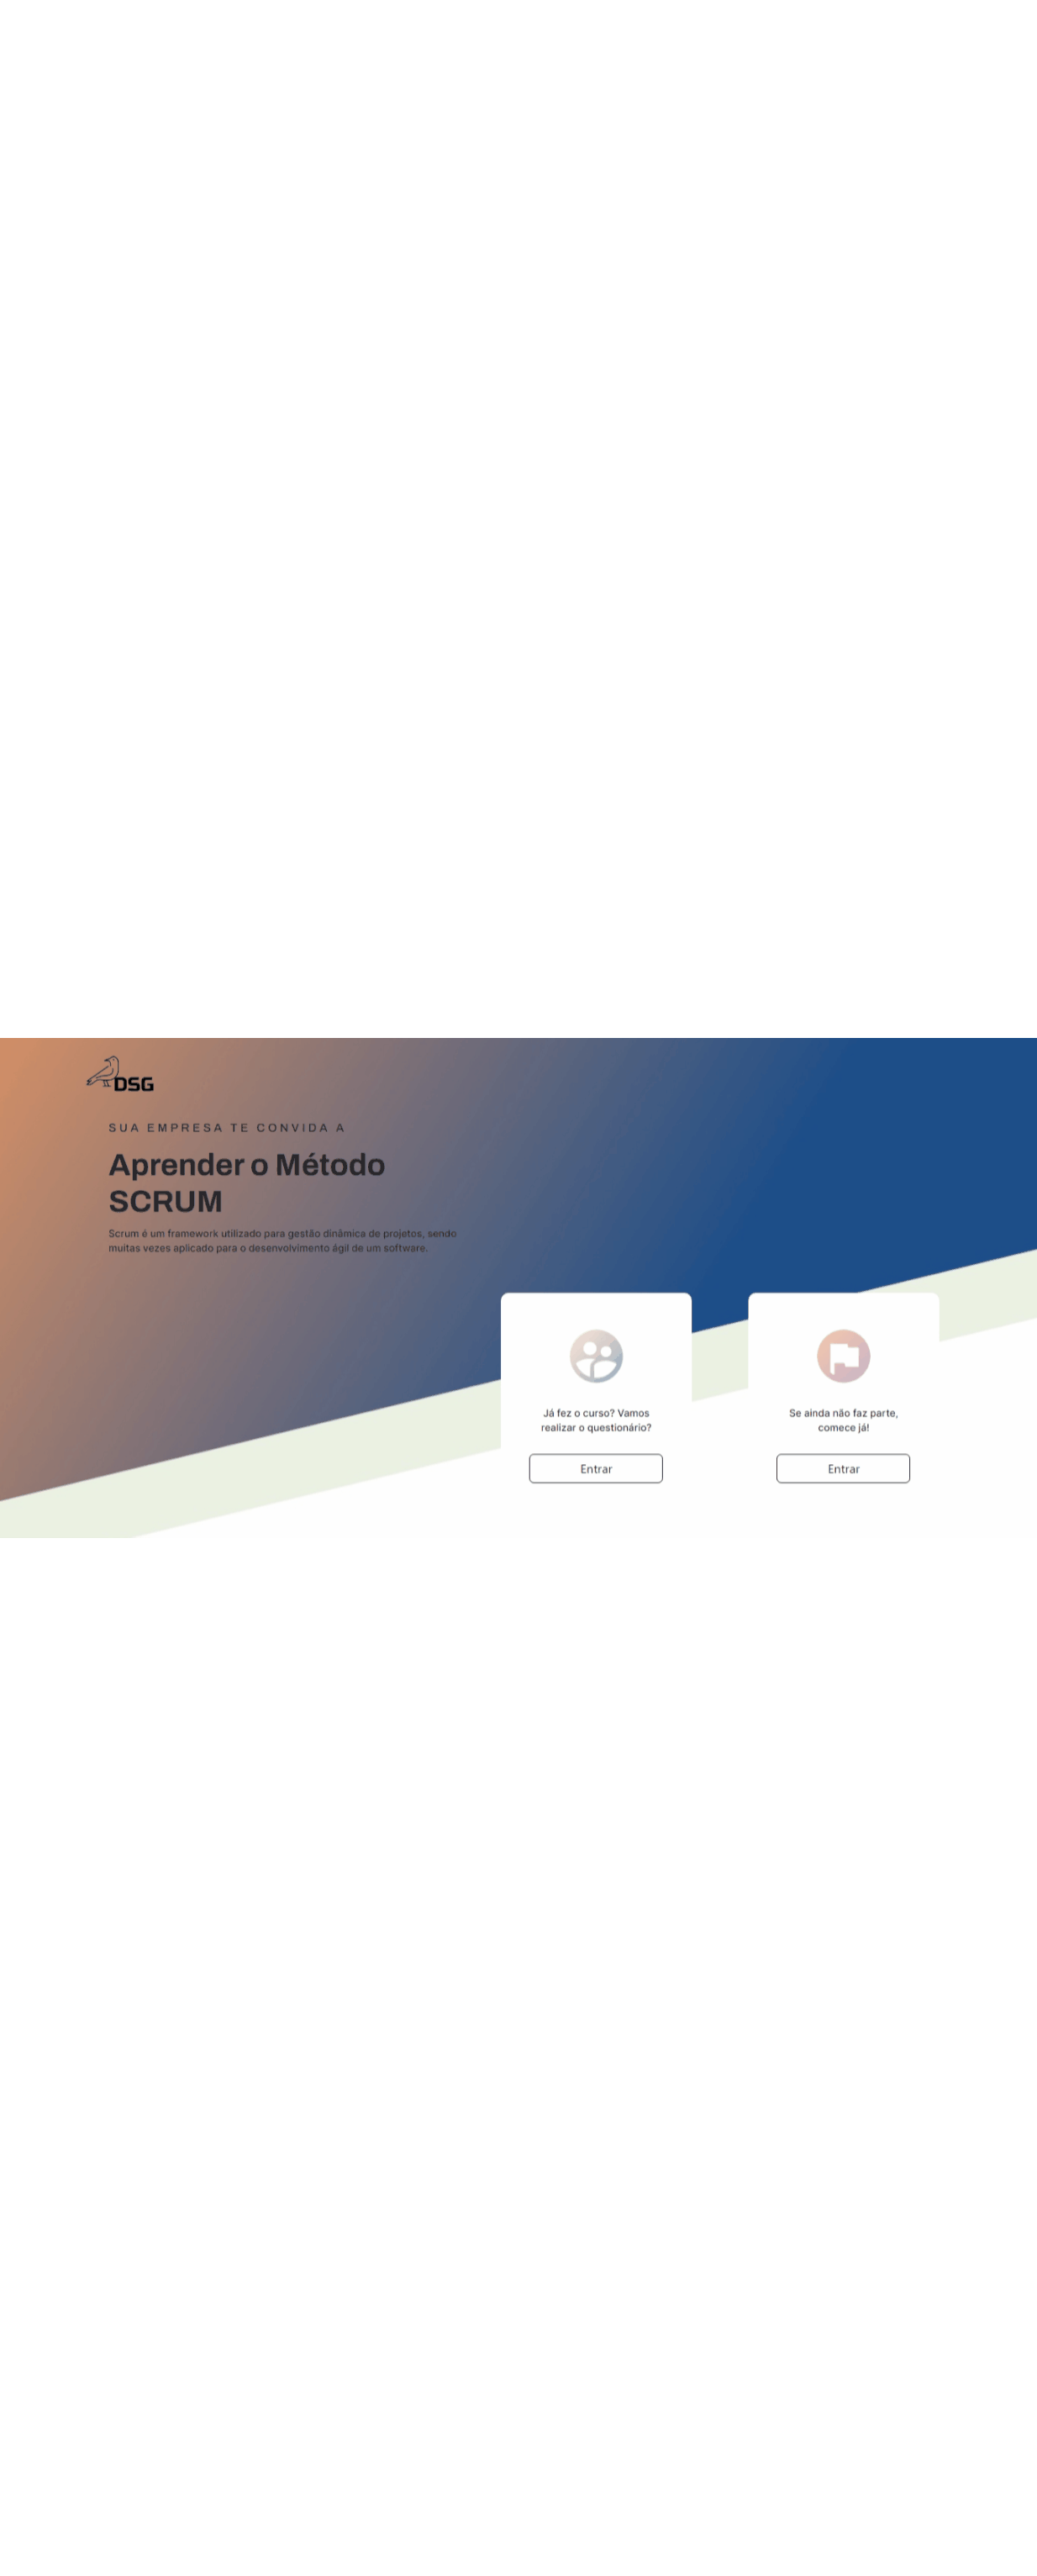 DSG
SUA EMPRESA TE CONVIDA A
Aprender o Método
SCRUM
Scrum é um framework utilizado para gestão dinâmica de projetos, sendo
muitas vezes aplicado para o desenvolvimento ágil de um software.
Já fez o curso? Vamos
realizar o questionário?
Entrar
Se ainda não faz parte,
comece já!
Entrar